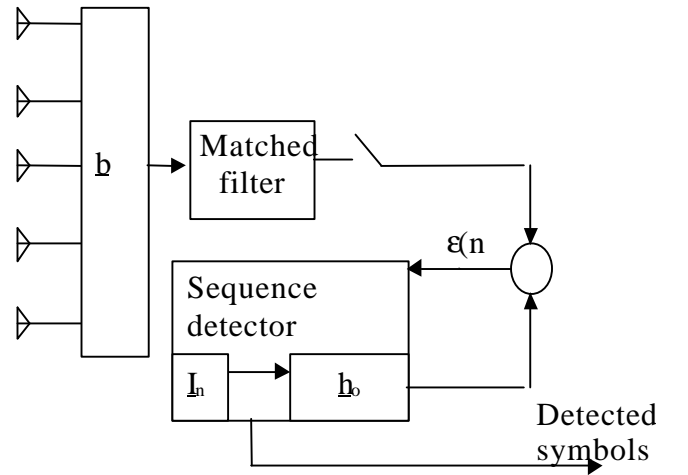 b
Matched
filter
ε(n
Sequence
detector
In
ho
Detected
symbols